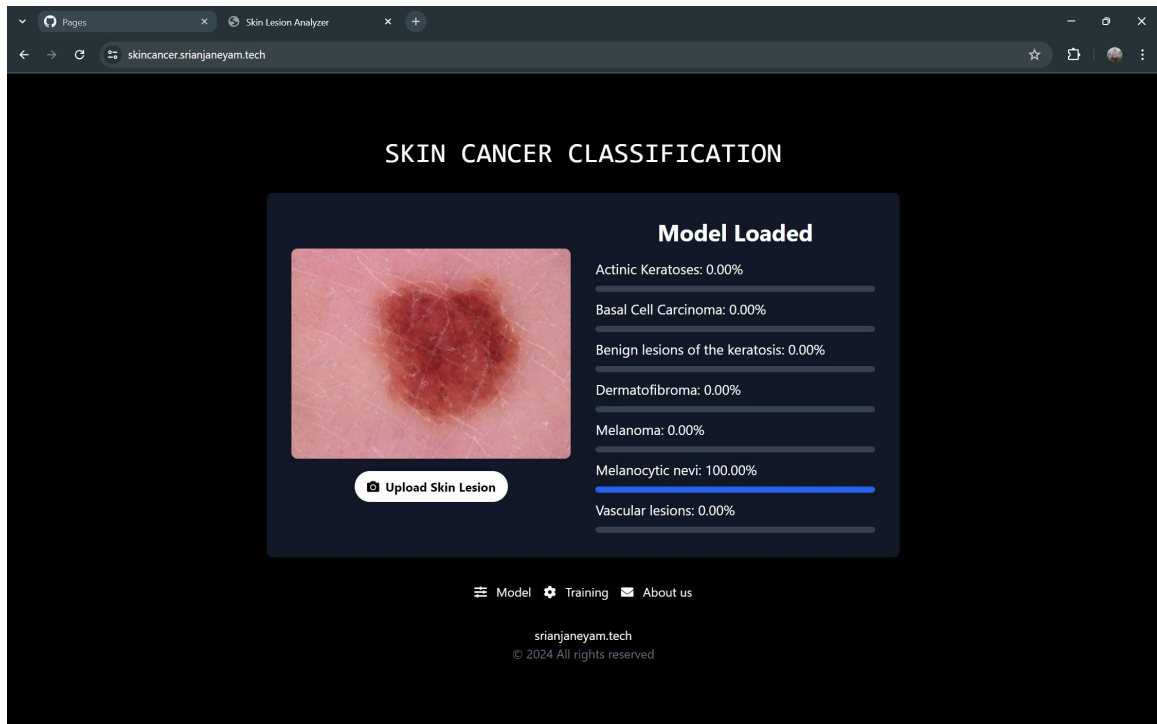 Pages
Skin Lesion Analyzer
skincancer.srianjaneyam.tech
SKIN CANCER CLASSIFICATION
Model Loaded
Actinic Keratoses: 0.00%
Basal Cell Carcinoma: 0.00%
Benign lesions of the keratosis: 0.00%
Dermatofibroma: 0.00%
Melanoma: 0.00%
Melanocytic nevi: 100.00%
Vascular lesions: 0.00%
Upload Skin Lesion
Model Training About us
srianjaneyam.tech
© 2024 All rights reserved